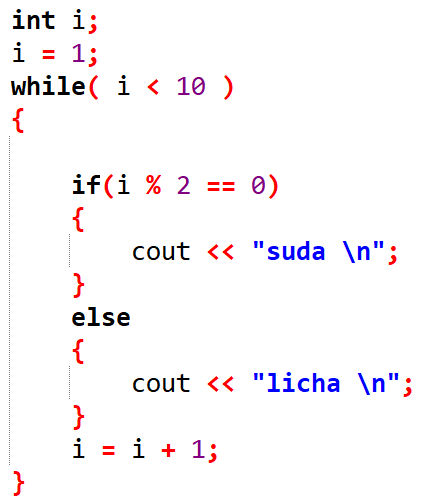 int i;
i = 1;
while( i < 10 )
{
if(i % 2 == 0)
{
cout << "suda \n";
}
else
{
cout << "licha \n";
}
i = i + 1;
}